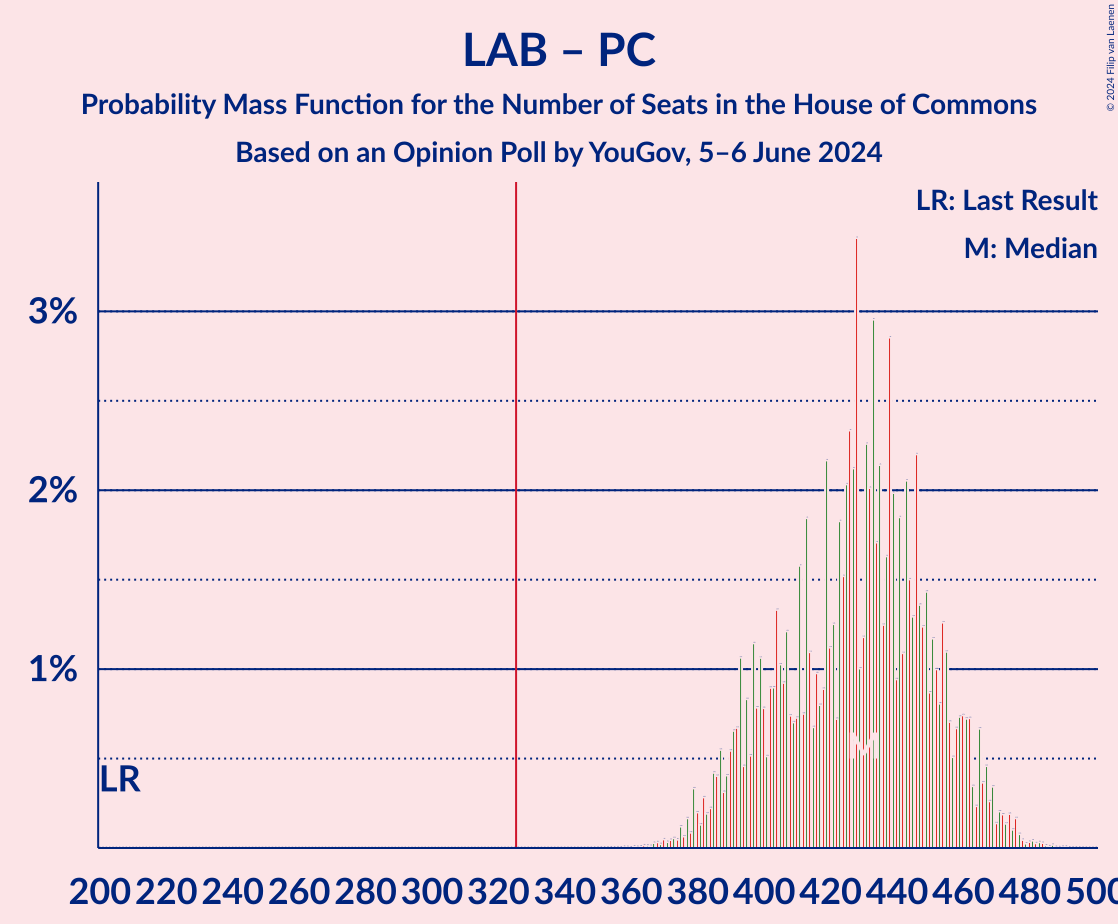 LAB – PC
Probability Mass Function for the Number of Seats in the House of Commons
Based on an Opinion Poll by YouGov, 5–6 June 2024
© 2024 Filip van Laenen
LR: Last Result
M: Median
3%
2%
1%
LR
M
200 220 240 260 280 300 320 340 360 380 400 420 440 460 480 500